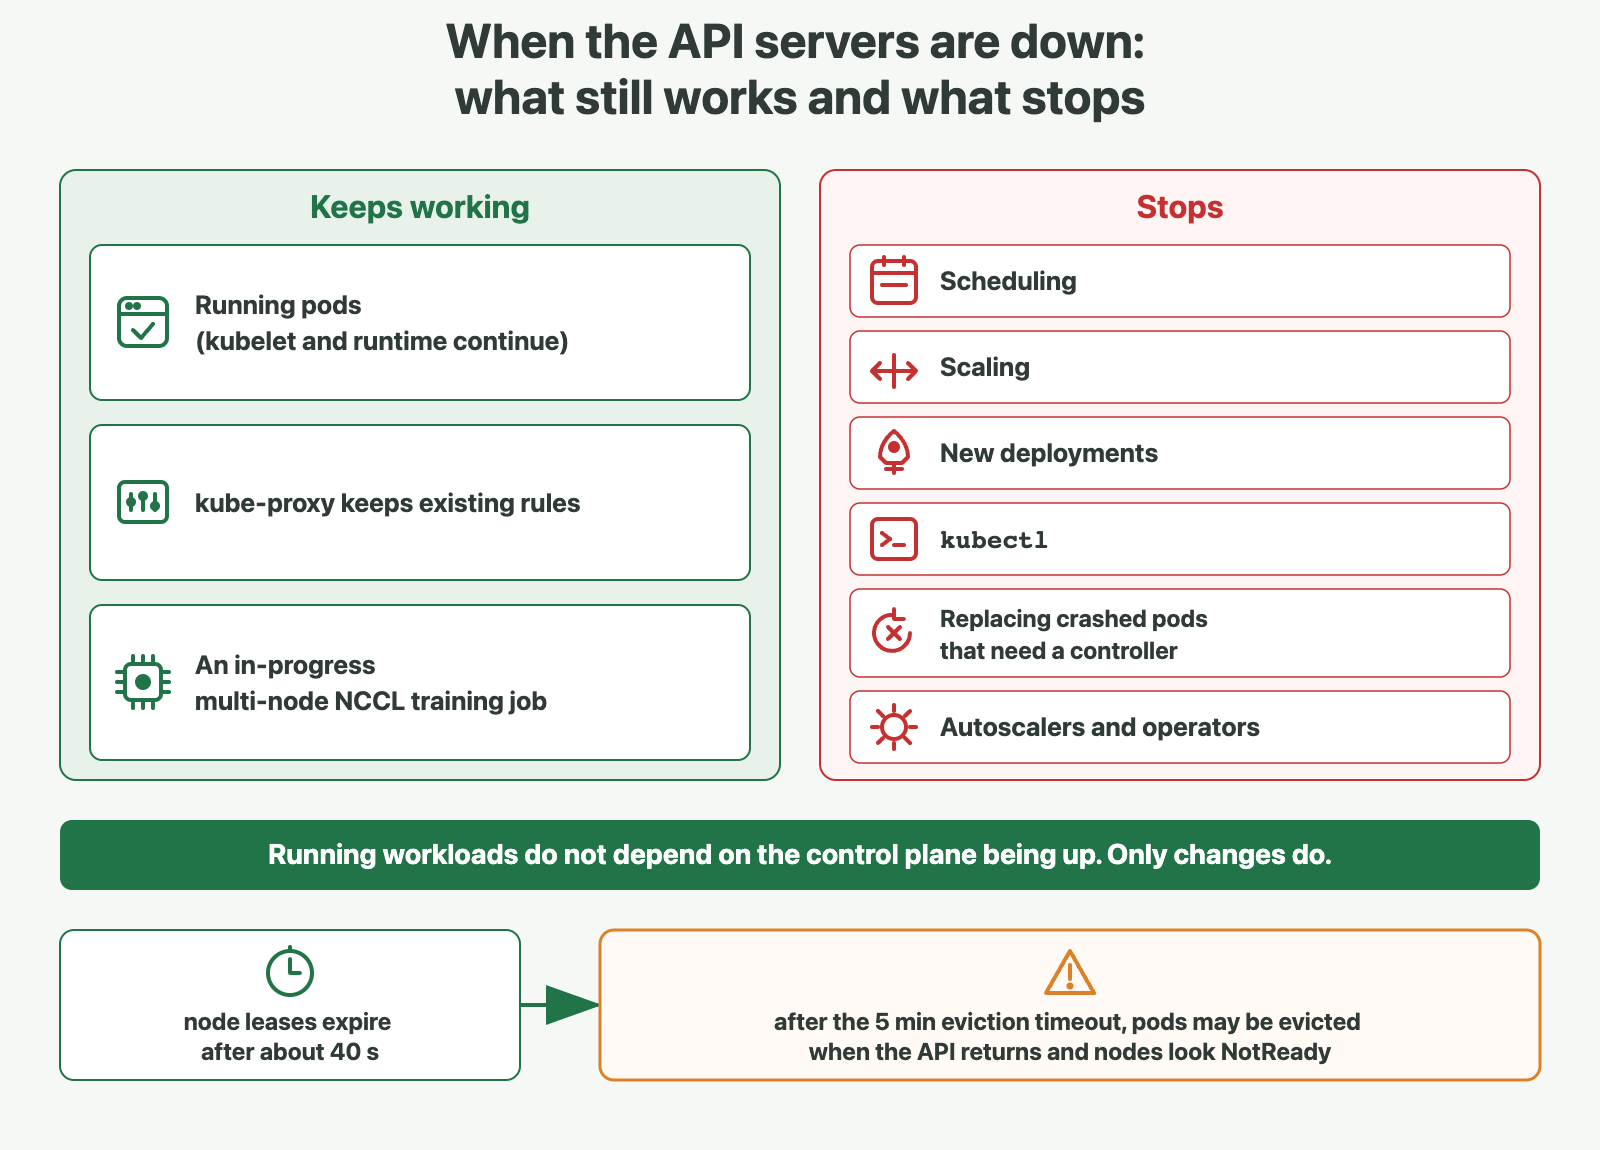 When the API servers are down:
what still works and what stops
Keeps working
Running pods
(kubelet and runtime continue)
kube-proxy keeps existing rules
An in-progress
multi-node NCCL training job
Stops
Scheduling
Scaling
New deployments
kubectl
Replacing crashed pods
that need a controller
Autoscalers and operators
Running workloads do not depend on the control plane being up. Only changes do.
node leases expire
after about 40 s
after the 5 min eviction timeout, pods may be evicted
when the API returns and nodes look NotReady